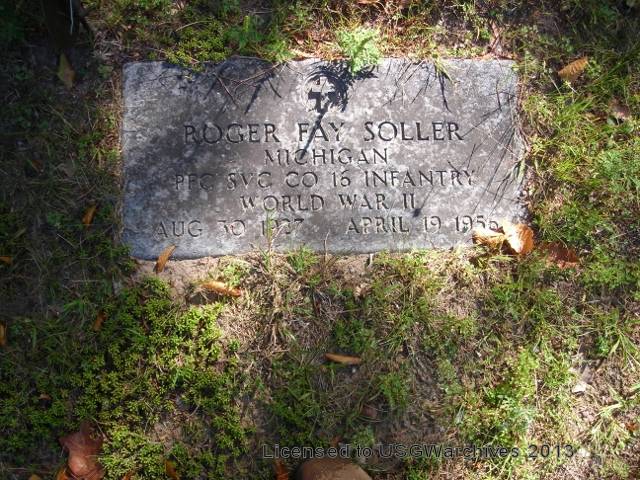 ROGER FAY SOLLER
MICHIGAN
PFC SVC CO 16 INFANTRY
WORLD WAR II
AUG 30 1927 APRIL 19 1956
Licensed to USGWarchives 2013